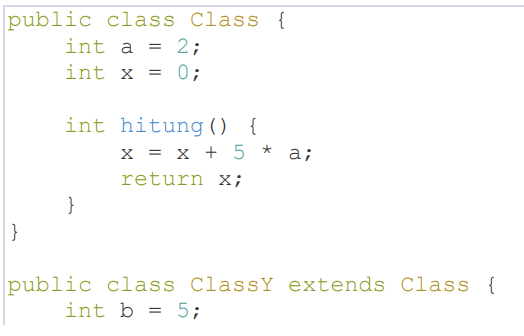 public class Class {
    int a = 2;
    int x = 0;

    int hitung() {
        x = x + 5 * a;
        return x;
    }
}

public class ClassY extends Class {
    int b = 5;